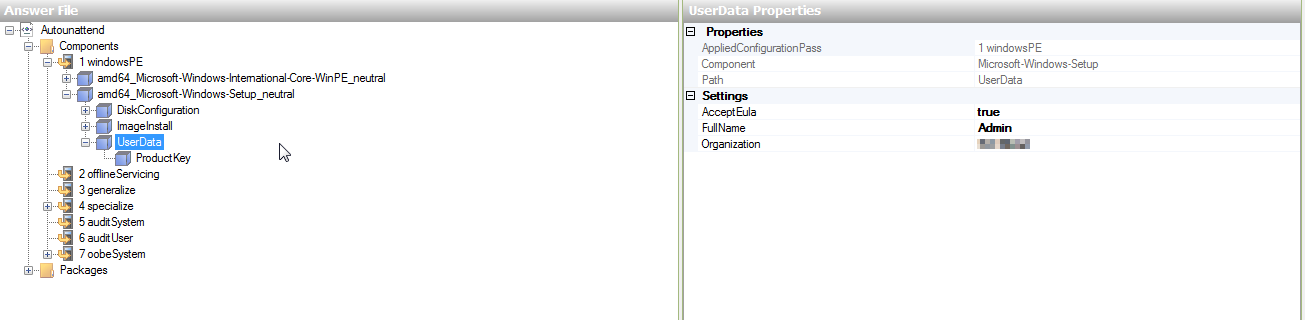 Answer File
Autounattend
Components
1 windowsPE
amd64_Microsoft-Windows-International-Core-WinPE_neutral
amd64_Microsoft-Windows-Setup_neutral
DiskConfiguration
ImageInstall
UserData
ProductKey
2 offlineServicing
3 generalize
4 specialize
5 auditSystem
6 auditUser
7 oobeSystem
Packages
UserData Properties
Properties
AppliedConfigurationPass 1 windowsPE
Component Microsoft-Windows-Setup
Path UserData
Settings
AcceptEula true
FullName Admin
Organization